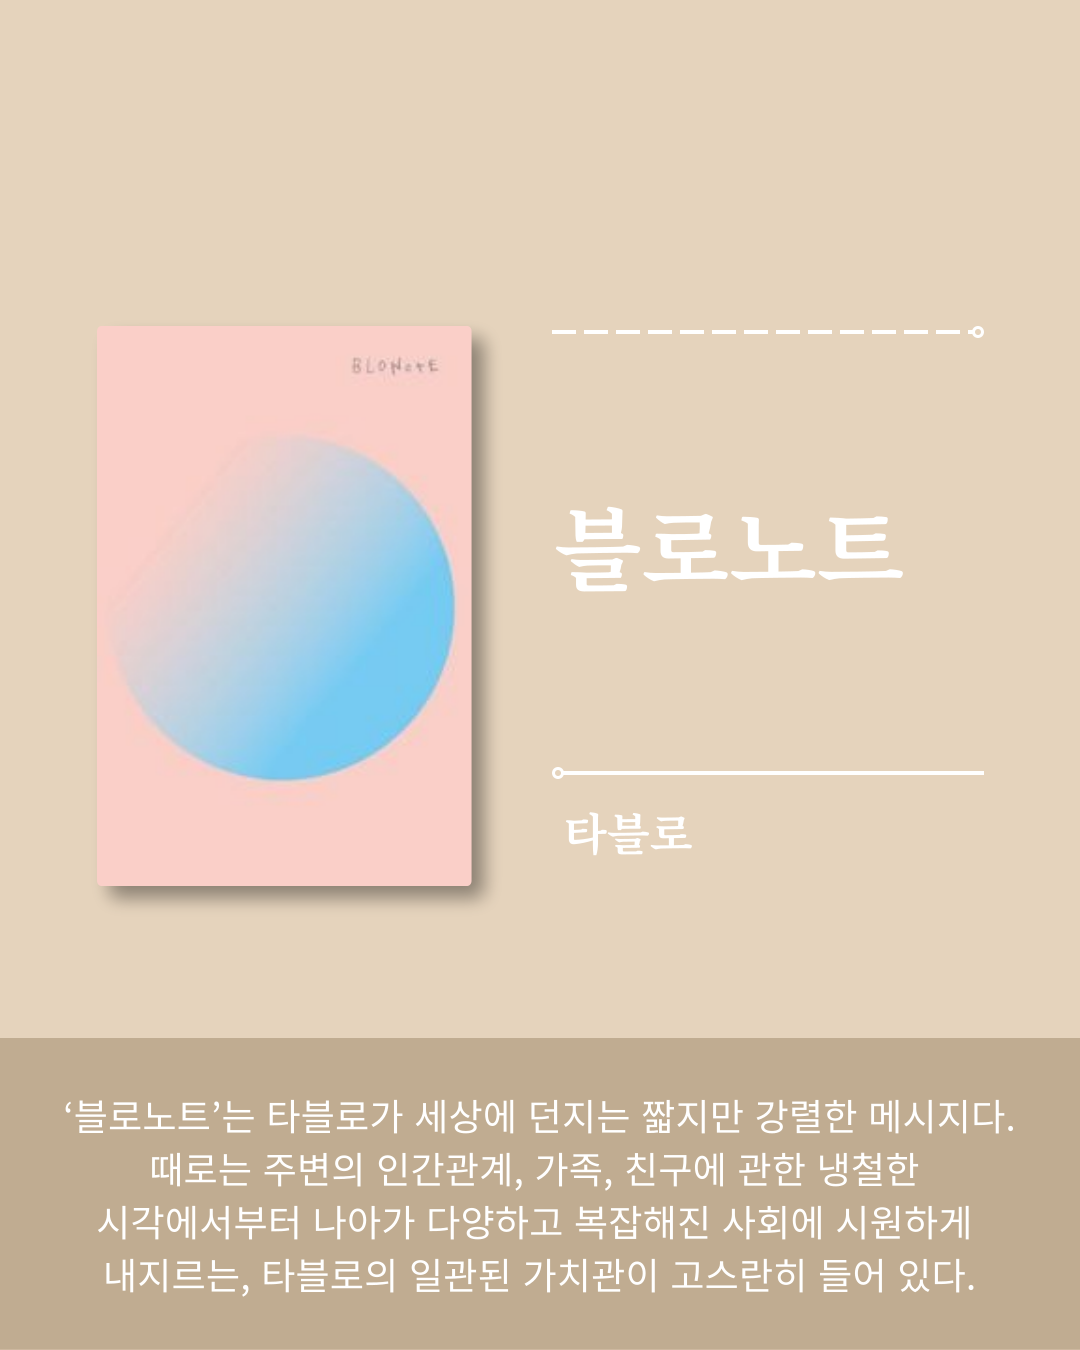 BLONOTE
블로노트
타블로
‘블로노트’는 타블로가 세상에 던지는 짧지만 강렬한 메시지다.
때로는 주변의 인간관계, 가족, 친구에 관한 냉철한
시각에서부터 나아가 다양하고 복잡해진 사회에 시원하게
내지르는, 타블로의 일관된 가치관이 고스란히 들어 있다.